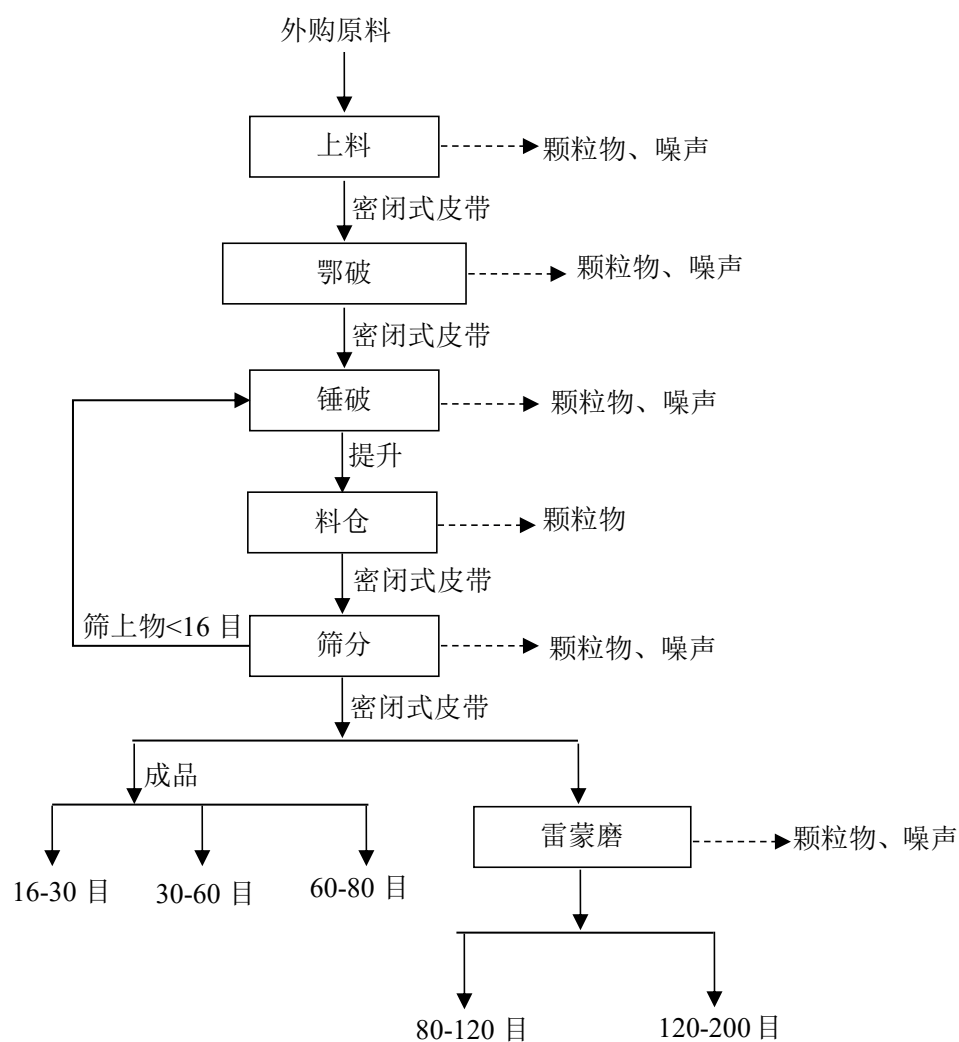 外购原料
上料
颗粒物、噪声
密闭式皮带
鄂破
颗粒物、噪声
密闭式皮带
锤破
颗粒物、噪声
提升
料仓
颗粒物
密闭式皮带
筛上物<16 目
筛分
颗粒物、噪声
密闭式皮带
成品
雷蒙磨
颗粒物、噪声
16-30 目
30-60 目
60-80 目
80-120 目
120-200 目